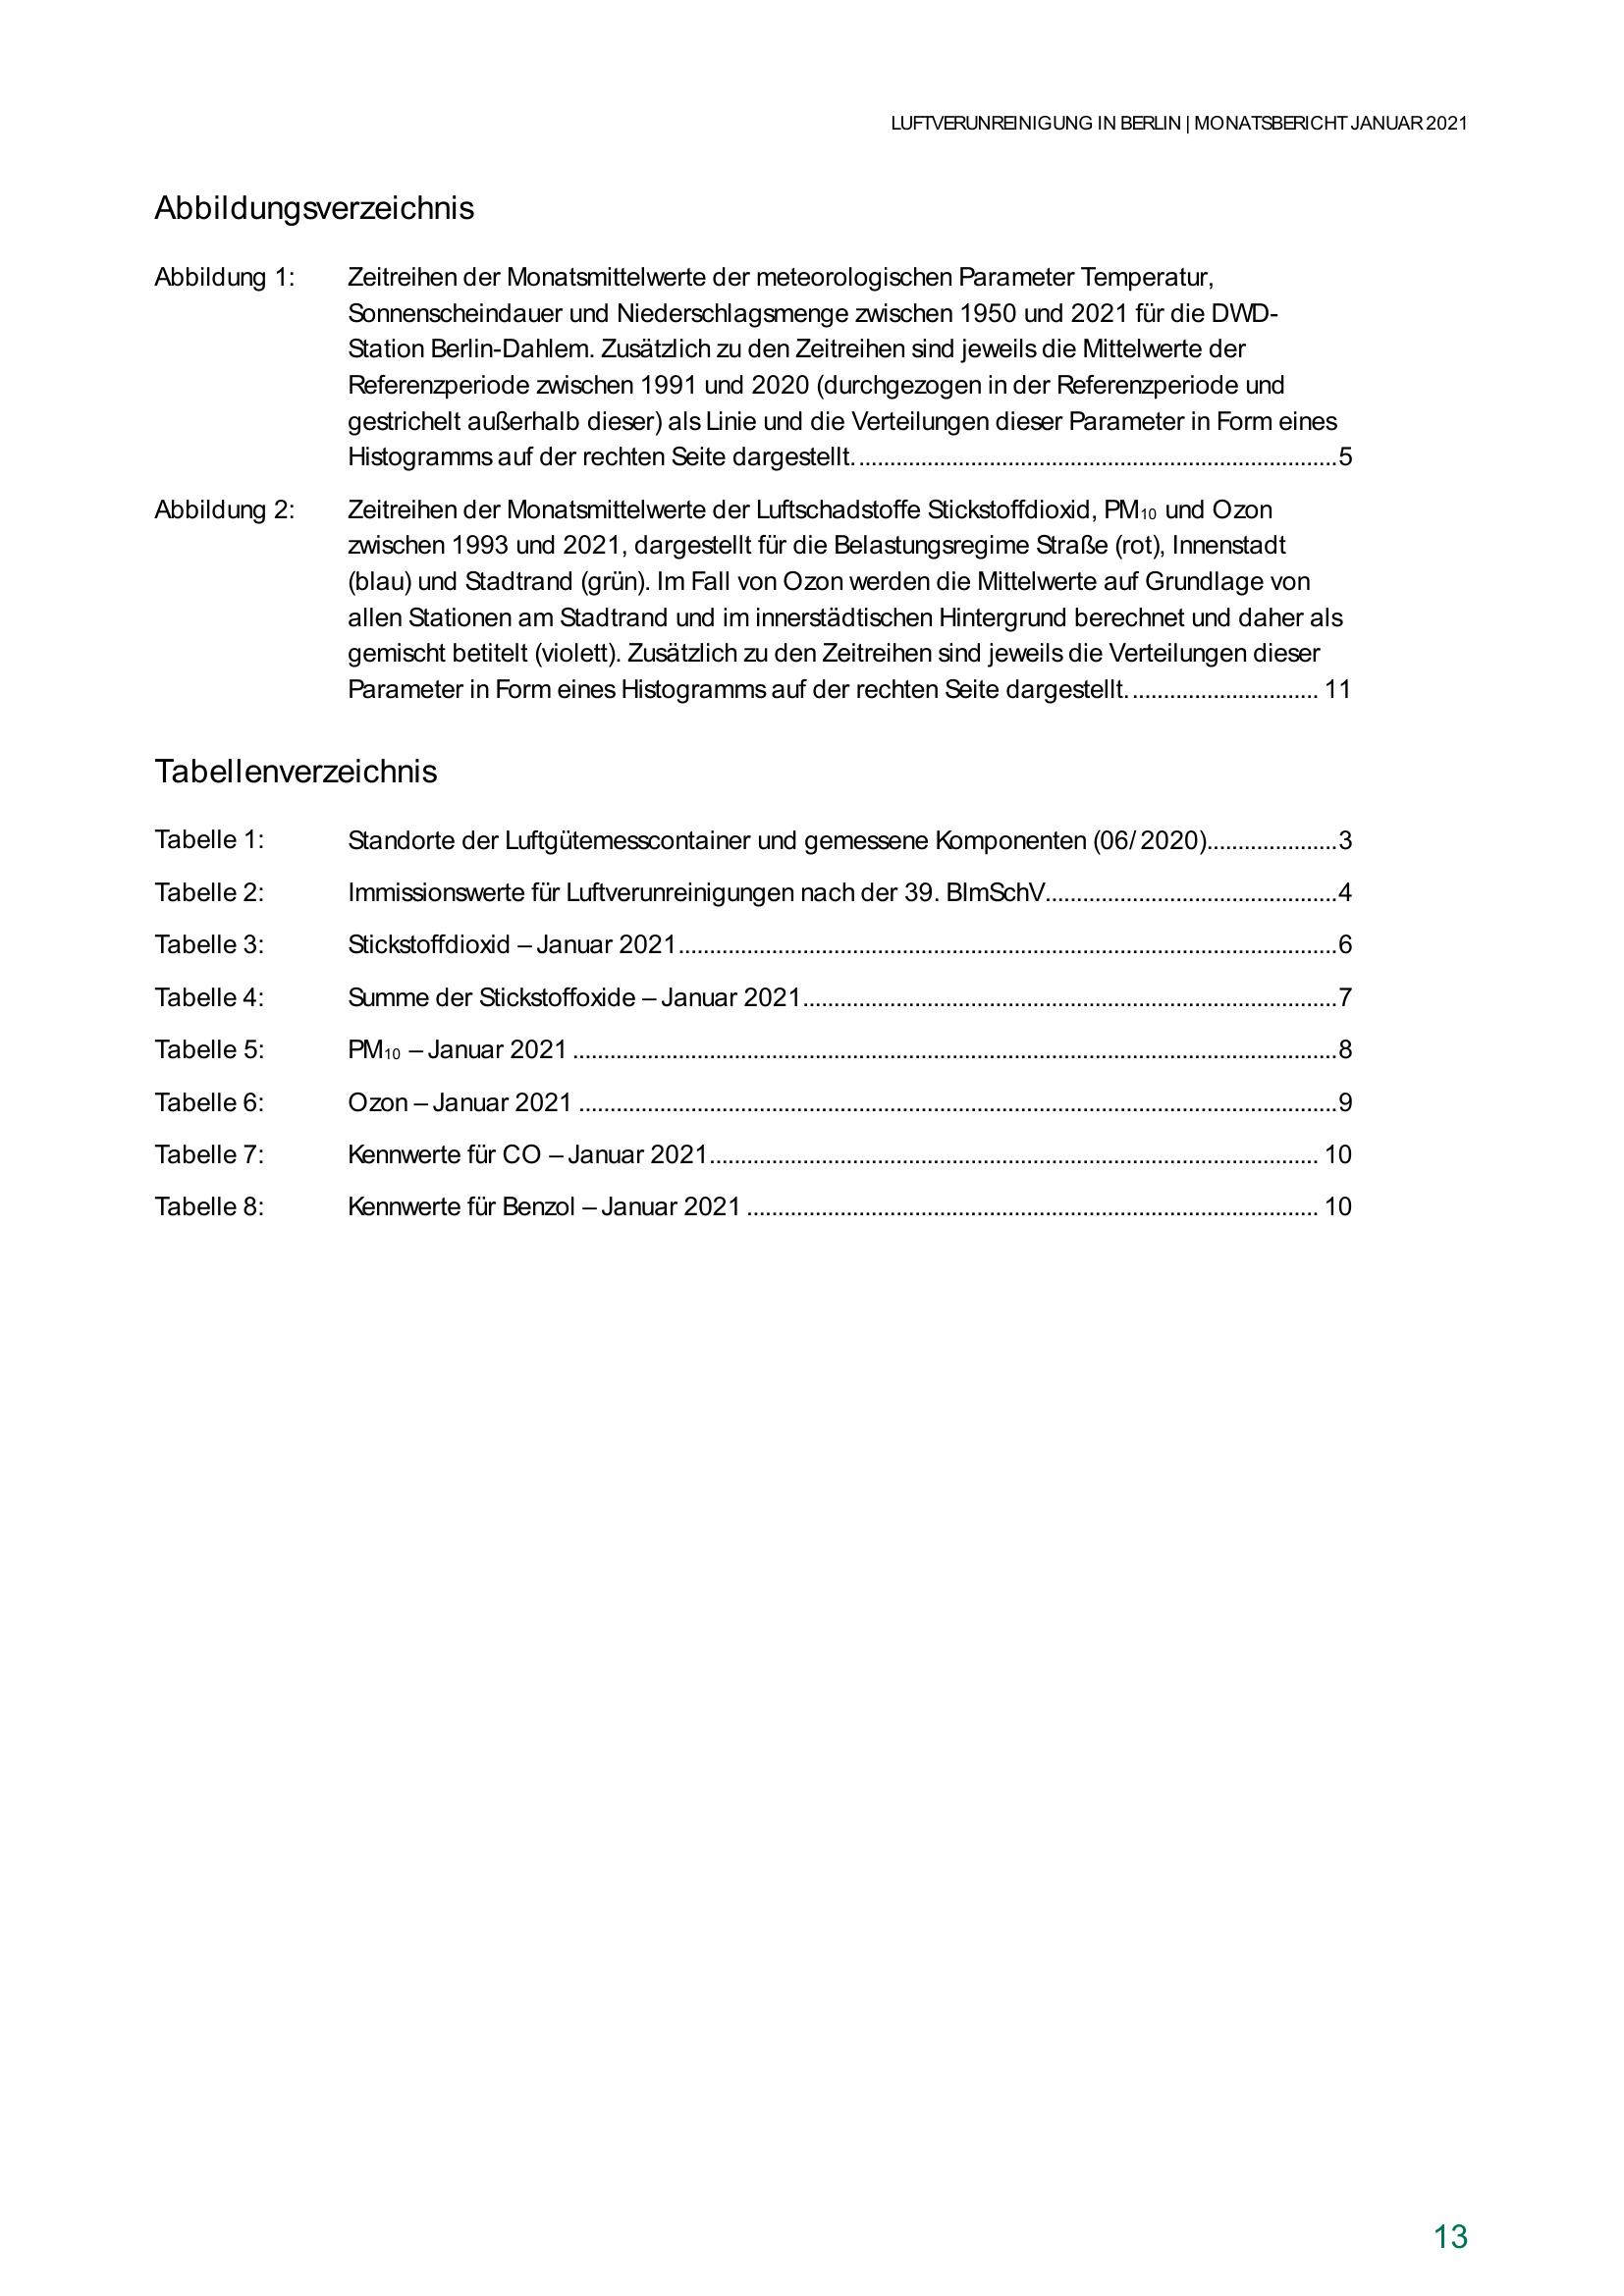 LUFTVERUNREINIGUNG IN BERLIN | MONATSBERICHT JANUAR 2021
Abbildungsverzeichnis
Abbildung 1: Zeitreihen der Monatsmittelwerte der meteorologischen Parameter Temperatur,
Sonnenscheindauer und Niederschlagsmenge zwischen 1950 und 2021 für die DWD-
Station Berlin-Dahlem. Zusätzlich zu den Zeitreihen sind jeweils die Mittelwerte der
Referenzperiode zwischen 1991 und 2020 (durchgezogen in der Referenzperiode und
gestrichelt außerhalb dieser) als Linie und die Verteilungen dieser Parameter in Form eines
Histogramms auf der rechten Seite dargestellt. ............................................................................5
Abbildung 2: Zeitreihen der Monatsmittelwerte der Luftschadstoffe Stickstoffdioxid, PM₁₀ und Ozon
zwischen 1993 und 2021, dargestellt für die Belastungsregime Straße (rot), Innenstadt
(blau) und Stadtrand (grün). Im Fall von Ozon werden die Mittelwerte auf Grundlage von
allen Stationen am Stadtrand und im innerstädtischen Hintergrund berechnet und daher als
gemischt betitelt (violett). Zusätzlich zu den Zeitreihen sind jeweils die Verteilungen dieser
Parameter in Form eines Histogramms auf der rechten Seite dargestellt. .............................. 11
Tabellenverzeichnis
Tabelle 1: Standorte der Luftgütemesscontainer und gemessene Komponenten (06/ 2020).....................3
Tabelle 2: Immissionswerte für Luftverunreinigungen nach der 39. BImSchV...............................................4
Tabelle 3: Stickstoffdioxid – Januar 2021..........................................................................................................6
Tabelle 4: Summe der Stickstoffoxide – Januar 2021......................................................................................7
Tabelle 5: PM₁₀ – Januar 2021 ...........................................................................................................................8
Tabelle 6: Ozon – Januar 2021 ..........................................................................................................................9
Tabelle 7: Kennwerte für CO – Januar 2021.................................................................................................. 10
Tabelle 8: Kennwerte für Benzol – Januar 2021 ............................................................................................ 10
13